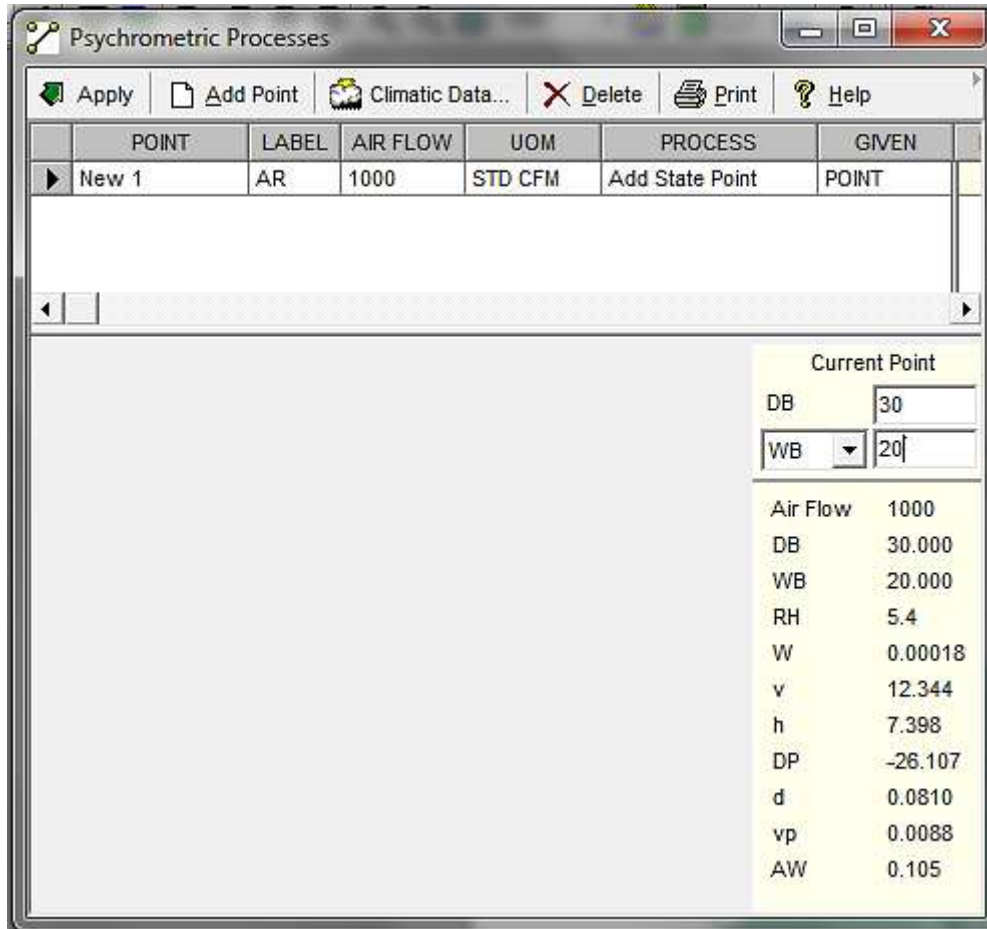 Psychrometric Processes
Apply Add Point Climatic Data... Delete Print Help
POINT LABEL AIR FLOW UOM PROCESS GIVEN
New 1 AR 1000 STD CFM Add State Point POINT
Current Point
DB 30
WB 20
Air Flow 1000
DB 30.000
WB 20.000
RH 5.4
W 0.00018
v 12.344
h 7.398
DP -26.107
d 0.0810
vp 0.0088
AW 0.105